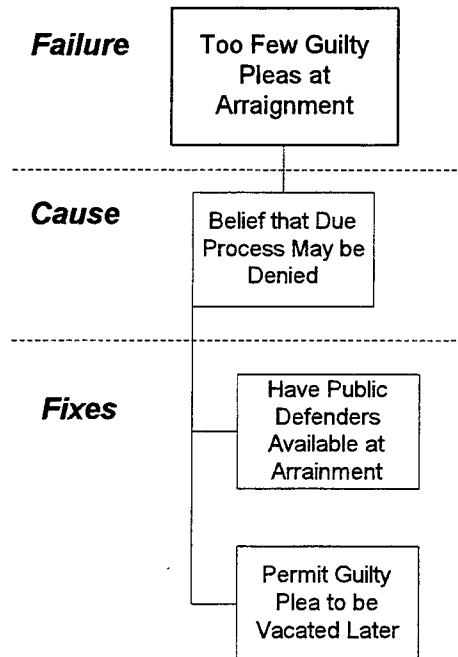 Failure
Too Few Guilty
Pleas at
Arraignment
Cause
Belief that Due
Process May be
Denied
Fixes
Have Public
Defenders
Available at
Arrainment
Permit Guilty
Plea to be
Vacated Later